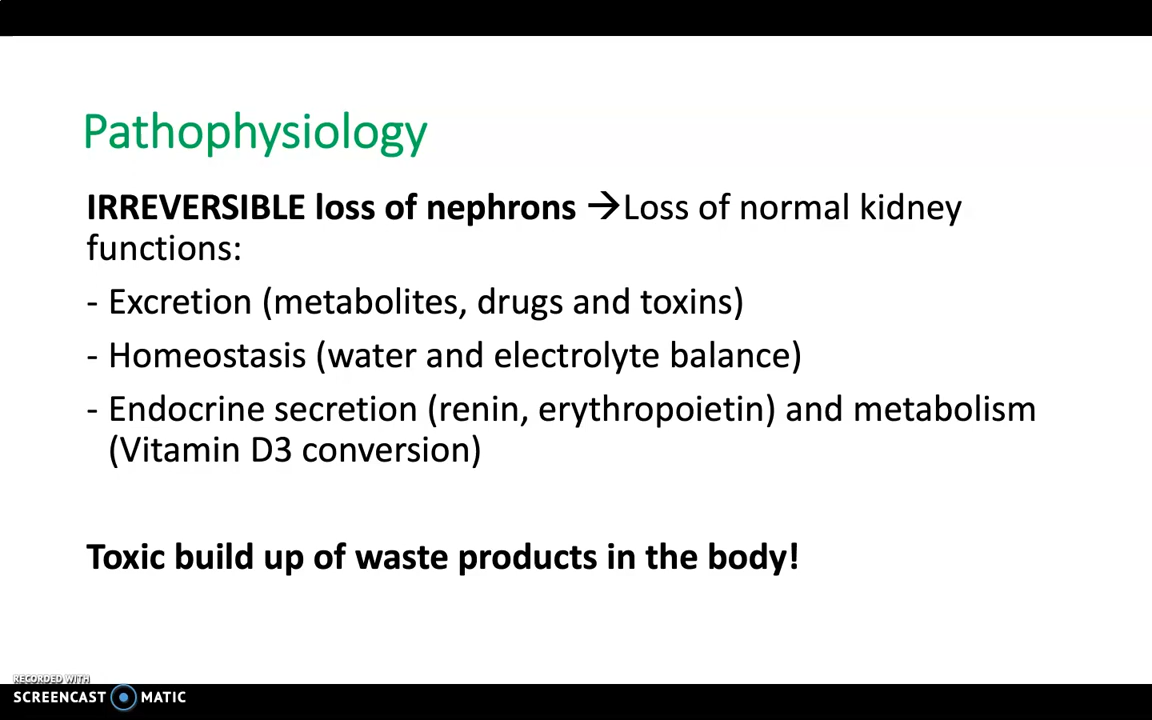 Pathophysiology
IRREVERSIBLE loss of nephrons →Loss of normal kidney
functions:
- Excretion (metabolites, drugs and toxins)
- Homeostasis (water and electrolyte balance)
- Endocrine secretion (renin, erythropoietin) and metabolism
(Vitamin D3 conversion)
Toxic build up of waste products in the body!
RECORDED WITH
SCREENCAST MATIC